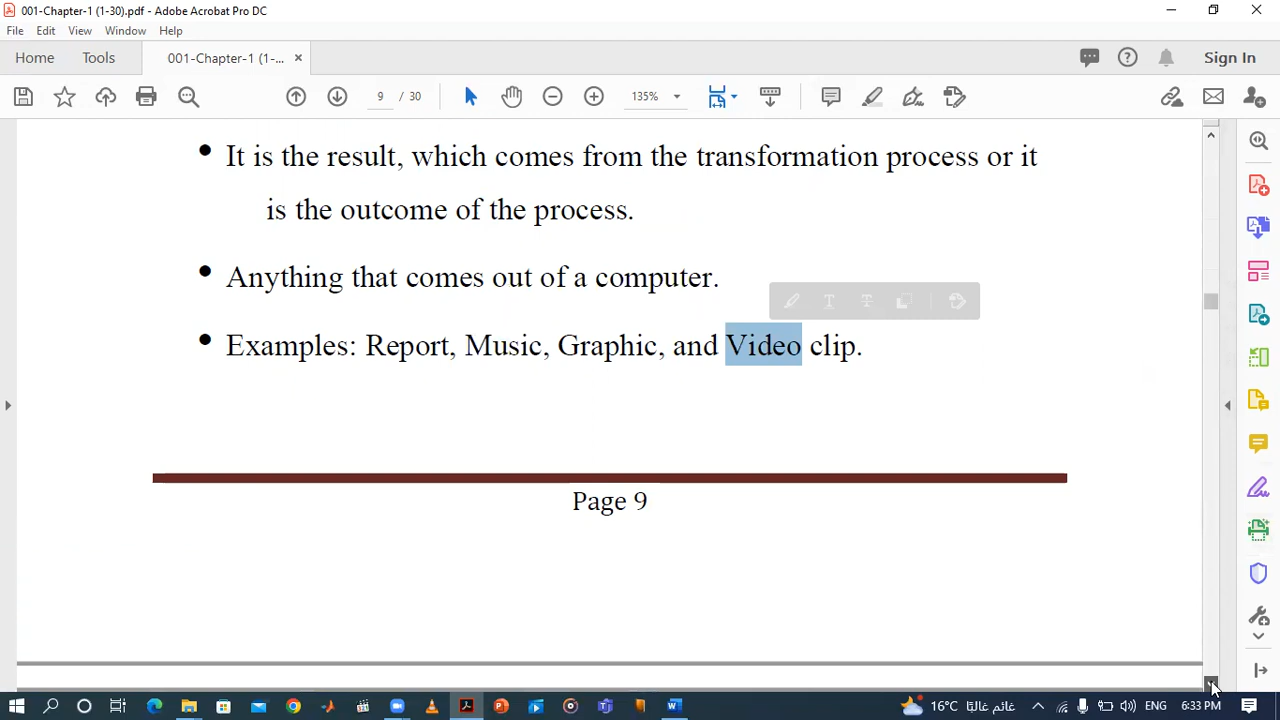 001-Chapter-1 (1-30).pdf - Adobe Acrobat Pro DC
File Edit View Window Help
Home Tools 001-Chapter-1 (1-... × Sign In
9 / 30 135%
• It is the result, which comes from the transformation process or it
is the outcome of the process.
• Anything that comes out of a computer.
• Examples: Report, Music, Graphic, and Video clip.
Page 9
16°C غائم غالبًا ENG 6:33 PM